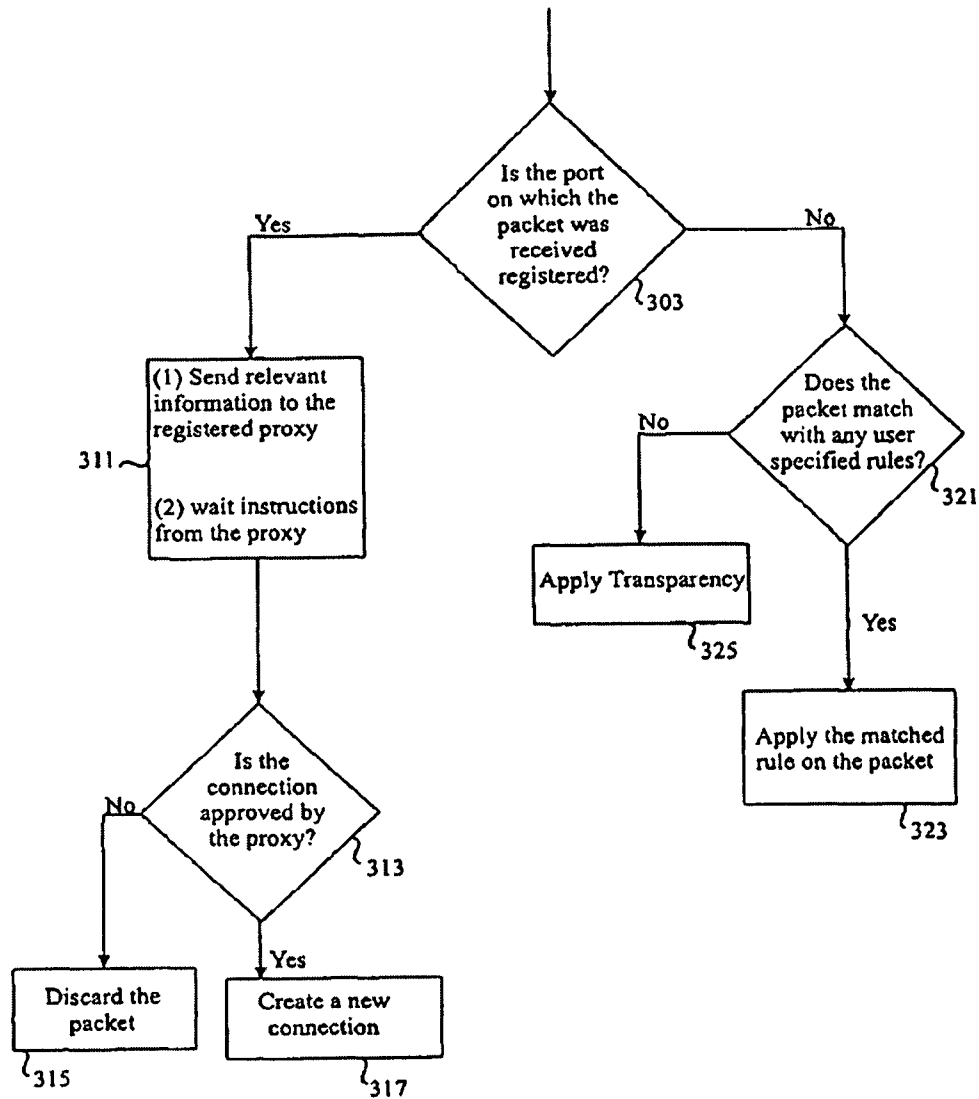 Is the port
on which the
packet was
received
registered?
303
Yes
No
(1) Send relevant
information to the
registered proxy
(2) wait instructions
from the proxy
311
Does the
packet match
with any user
specified rules?
321
No
Yes
Apply Transparency
325
Apply the matched
rule on the packet
323
Is the
connection
approved by
the proxy?
313
No
Yes
Discard the
packet
315
Create a new
connection
317